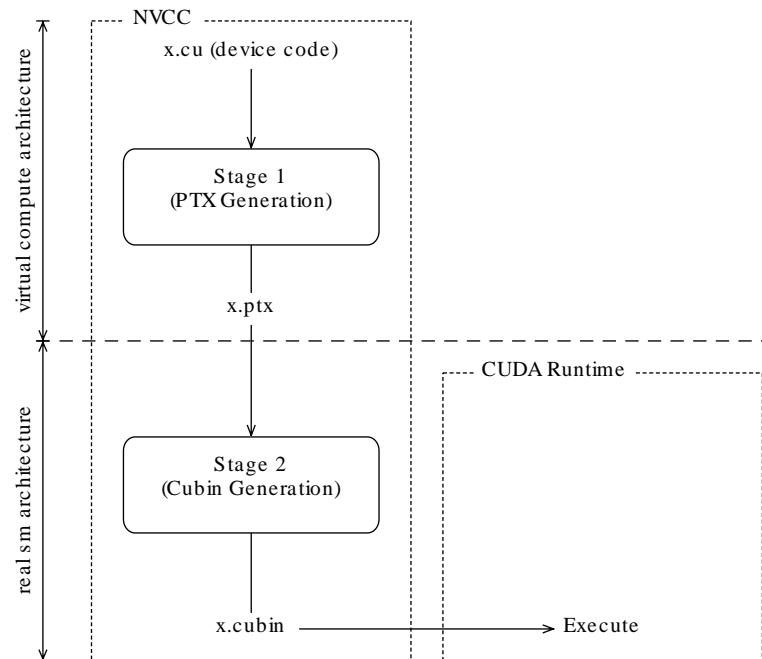 NVCC
x.cu (device code)
virtual compute architecture
Stage 1
(PTX Generation)
x.ptx
CUDA Runtime
real sm architecture
Stage 2
(Cubin Generation)
x.cubin
Execute